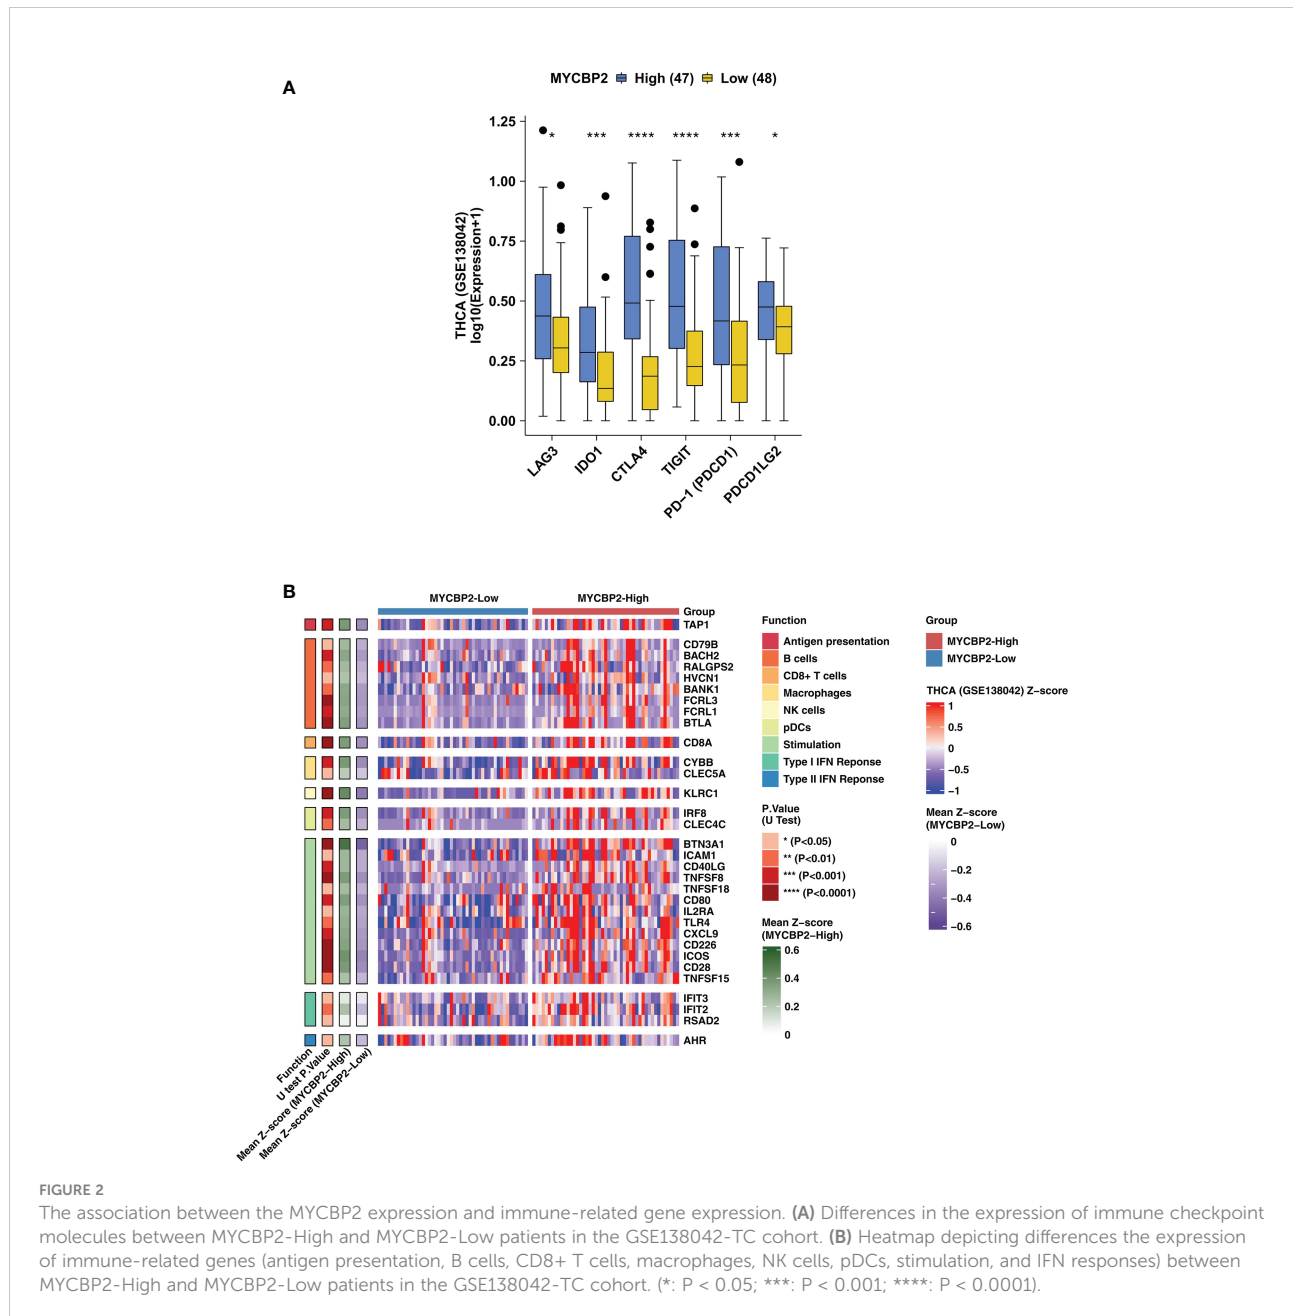 A
MYCBP2 High (47) Low (48)
THCA (GSE138042)
log10(Expression+1)
1.25
1.00
0.75
0.50
0.25
0.00
* *** **** **** *** *
LAG3
IDO1
CTLA4
TIGIT
PD−1 (PDCD1)
PDCD1LG2
B
MYCBP2-Low
MYCBP2-High
Group
TAP1
CD79B
BACH2
RALGPS2
HVCN1
BANK1
FCRL3
FCRL1
BTLA
CD8A
CYBB
CLEC5A
KLRC1
IRF8
CLEC4C
BTN3A1
ICAM1
CD40LG
TNFSF8
TNFSF18
CD80
IL2RA
TLR4
CXCL9
CD226
ICOS
CD28
TNFSF15
IFIT3
IFIT2
RSAD2
AHR
Function
U test P.Value
Mean Z−score (MYCBP2−High)
Mean Z−score (MYCBP2−Low)
Function
Antigen presentation
B cells
CD8+ T cells
Macrophages
NK cells
pDCs
Stimulation
Type I IFN Reponse
Type II IFN Reponse
P.Value
(U Test)
* (P<0.05)
** (P<0.01)
*** (P<0.001)
**** (P<0.0001)
Mean Z−score
(MYCBP2−High)
0.6
0.4
0.2
0
Group
MYCBP2-High
MYCBP2-Low
THCA (GSE138042) Z−score
1
0.5
0
−0.5
−1
Mean Z−score
(MYCBP2−Low)
0
−0.2
−0.4
−0.6
FIGURE 2
The association between the MYCBP2 expression and immune-related gene expression. (A) Differences in the expression of immune checkpoint
molecules between MYCBP2-High and MYCBP2-Low patients in the GSE138042-TC cohort. (B) Heatmap depicting differences the expression
of immune-related genes (antigen presentation, B cells, CD8+ T cells, macrophages, NK cells, pDCs, stimulation, and IFN responses) between
MYCBP2-High and MYCBP2-Low patients in the GSE138042-TC cohort. (*: P < 0.05; ***: P < 0.001; ****: P < 0.0001).